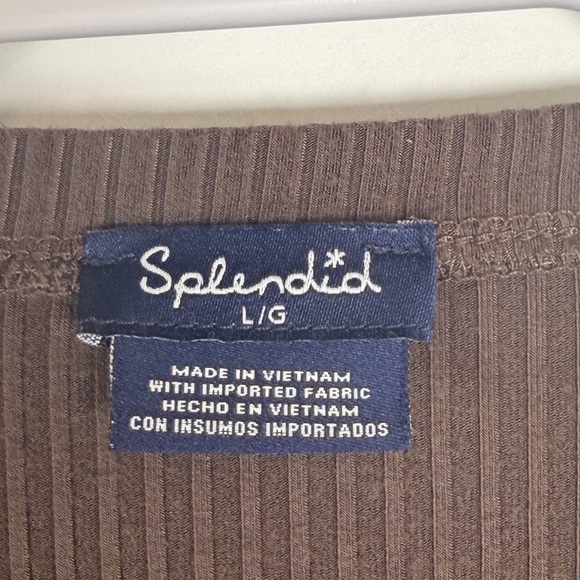 Splendid
L/G
MADE IN VIETNAM
WITH IMPORTED FABRIC
HECHO EN VIETNAM
CON INSUMOS IMPORTADOS